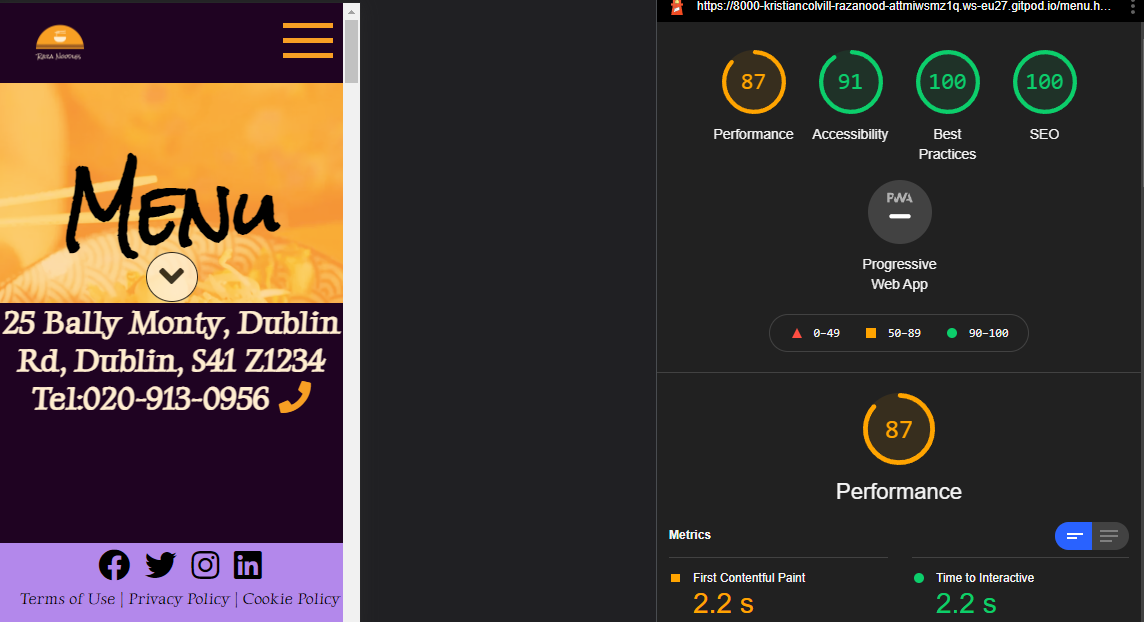 Raza Noodles
Menu
25 Bally Monty, Dublin
Rd, Dublin, S41 Z1234
Tel:020-913-0956
Terms of Use | Privacy Policy | Cookie Policy
https://8000-kristiancolvill-razanood-attmiwsmz1q.ws-eu27.gitpod.io/menu.h...
87
91
100
100
Performance
Accessibility
Best
Practices
SEO
PWA
Progressive
Web App
0–49
50–89
90–100
87
Performance
Metrics
First Contentful Paint
2.2 s
Time to Interactive
2.2 s